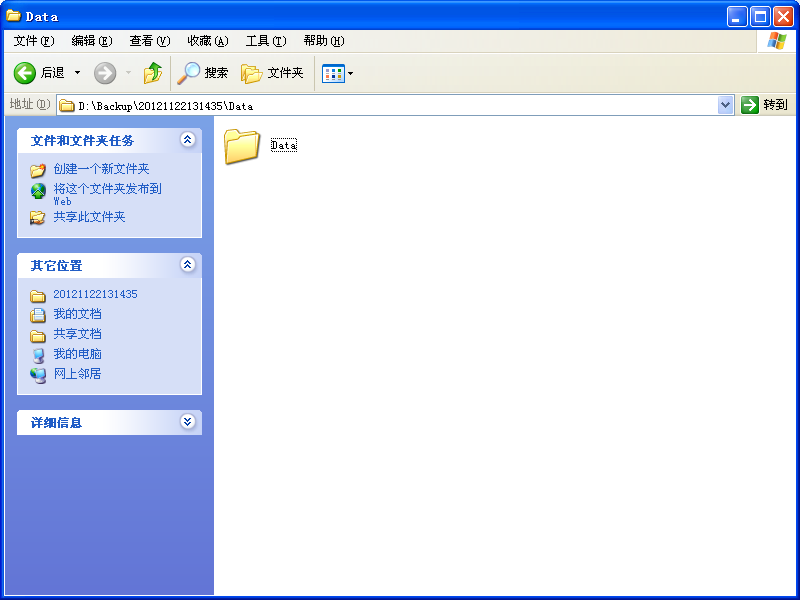 Data
文件(F) 编辑(E) 查看(V) 收藏(A) 工具(T) 帮助(H)
后退 搜索 文件夹
地址(D) D:\Backup\20121122131435\Data 转到
文件和文件夹任务
创建一个新文件夹
将这个文件夹发布到
Web
共享此文件夹
其它位置
20121122131435
我的文档
共享文档
我的电脑
网上邻居
详细信息
Data